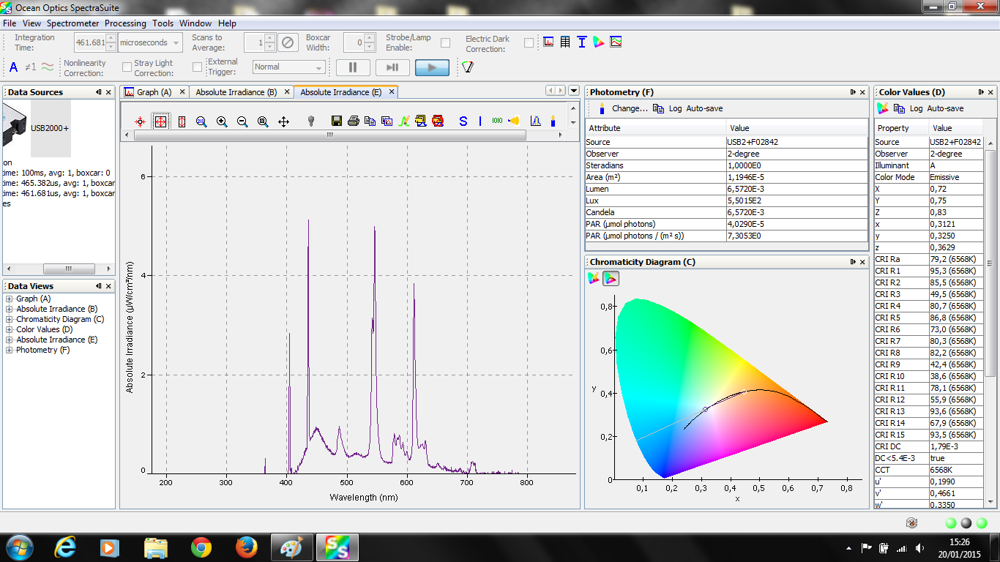 Ocean Optics SpectraSuite
File View Spectrometer Processing Tools Window Help
Integration Time: 461.681 microseconds Scans to Average: 1 Boxcar Width: 0 Strobe/Lamp Enable: Electric Dark Correction:
A ≠1 Nonlinearity Correction: Stray Light Correction: External Trigger: Normal
Data Sources
USB2000+
on
time: 100ms, avg: 1, boxcar: 0
time: 465.382us, avg: 1, boxcar
time: 461.681us, avg: 1, boxcar
es
Data Views
Graph (A)
Absolute Irradiance (B)
Chromaticity Diagram (C)
Color Values (D)
Absolute Irradiance (E)
Photometry (F)
Graph (A) Absolute Irradiance (B) Absolute Irradiance (E)
S I 1010
Absolute Irradiance (µW/cm²/nm)
6
4
2
0
200 300 400 500 600 700 800
Wavelength (nm)
Photometry (F)
Change... Log Auto-save
Attribute Value
Source USB2+F02842
Observer 2-degree
Steradians 1,0000E0
Area (m²) 1,1946E-5
Lumen 6,5720E-3
Lux 5,5015E2
Candela 6,5720E-3
PAR (µmol photons) 4,0290E-5
PAR (µmol photons / (m² s)) 7,3053E0
Chromaticity Diagram (C)
0,8
0,6
y 0,4
0,2
0
0,1 0,2 0,3 0,4 0,5 0,6 0,7 0,8
x
Color Values (D)
Log Auto-save
Property Value
Source USB2+F02842
Observer 2-degree
Illuminant A
Color Mode Emissive
X 0,72
Y 0,75
Z 0,83
x 0,3121
y 0,3250
z 0,3629
CRI Ra 79,2 (6568K)
CRI R1 95,3 (6568K)
CRI R2 85,5 (6568K)
CRI R3 49,5 (6568K)
CRI R4 80,7 (6568K)
CRI R5 86,8 (6568K)
CRI R6 73,0 (6568K)
CRI R7 80,3 (6568K)
CRI R8 82,2 (6568K)
CRI R9 42,4 (6568K)
CRI R10 38,6 (6568K)
CRI R11 78,1 (6568K)
CRI R12 55,9 (6568K)
CRI R13 93,6 (6568K)
CRI R14 67,9 (6568K)
CRI R15 93,5 (6568K)
CRI DC 1,79E-3
DC<5.4E-3 true
CCT 6568K
u' 0,1990
v' 0,4661
w' 0,3350
15:26
20/01/2015